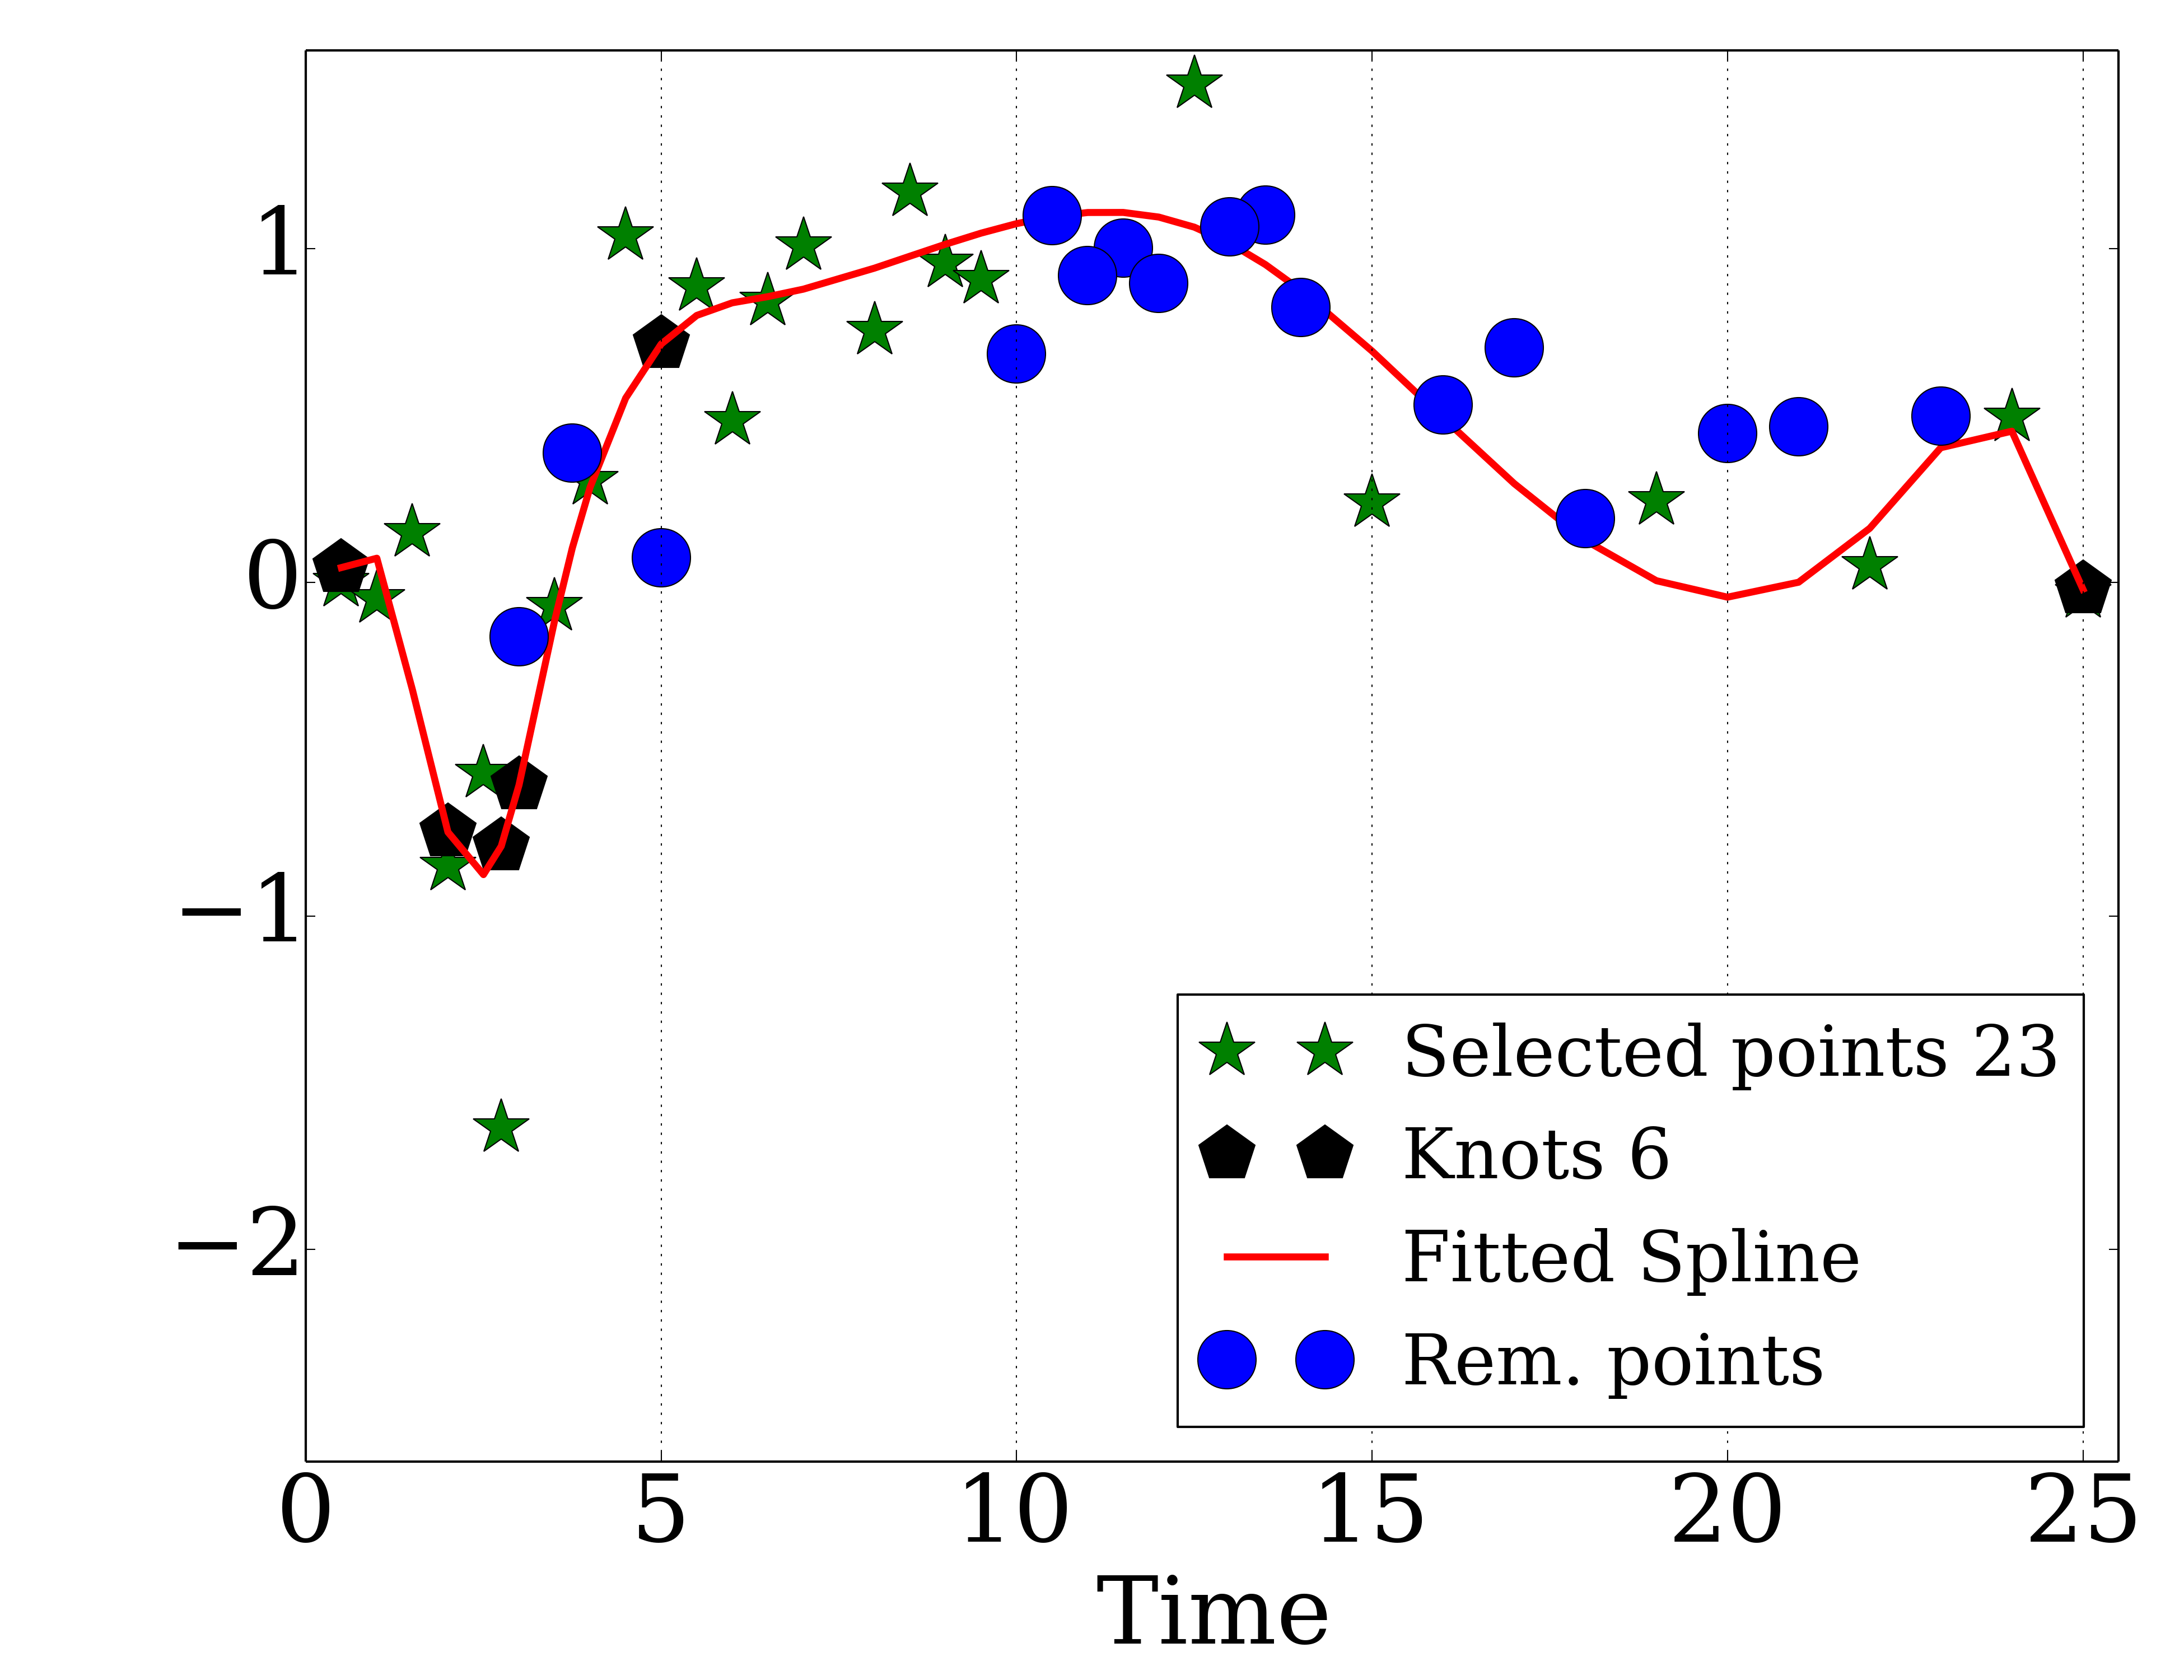 1
0
−1
−2
Selected points 23
Knots 6
Fitted Spline
Rem. points
0 5 10 15 20 25
Time